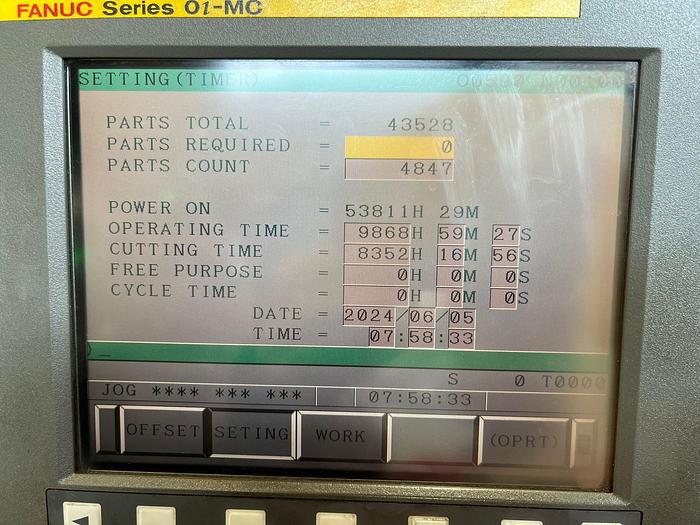 FANUC Series 0i-MC
SETTING(TIMER)
PARTS TOTAL = 43528
PARTS REQUIRED = 0
PARTS COUNT = 4847
POWER ON = 53811H 29M
OPERATING TIME = 9868H 59M 27S
CUTTING TIME = 8352H 16M 56S
FREE PURPOSE = 0H 0M 0S
CYCLE TIME = 0H 0M 0S
DATE = 2024/06/05
TIME = 07:58:33
>_
S 0 T0000
JOG **** *** *** 07:58:33
OFFSET SETING WORK (OPRT)